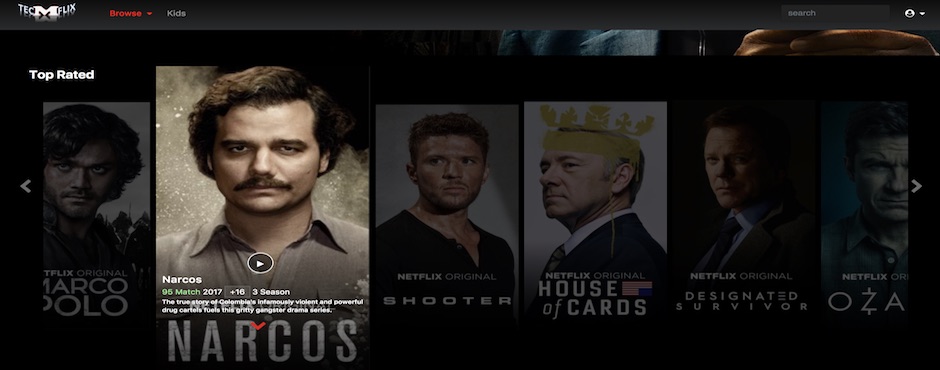 TEC M FLIX
Browse
Kids
search
Top Rated
NETFLIX ORIGINAL
MARCO
POLO
Narcos
95 Match 2017 +16 3 Season
The true story of Colombia's infamously violent and powerful
drug cartels fuels this gritty gangster drama series.
NARCOS
NETFLIX ORIGINAL
SHOOTER
NETFLIX ORIGINAL
HOUSE
of CARDS
NETFLIX ORIGINAL
DESIGNATED
SURVIVOR
NETFLIX ORIGINAL
OZA